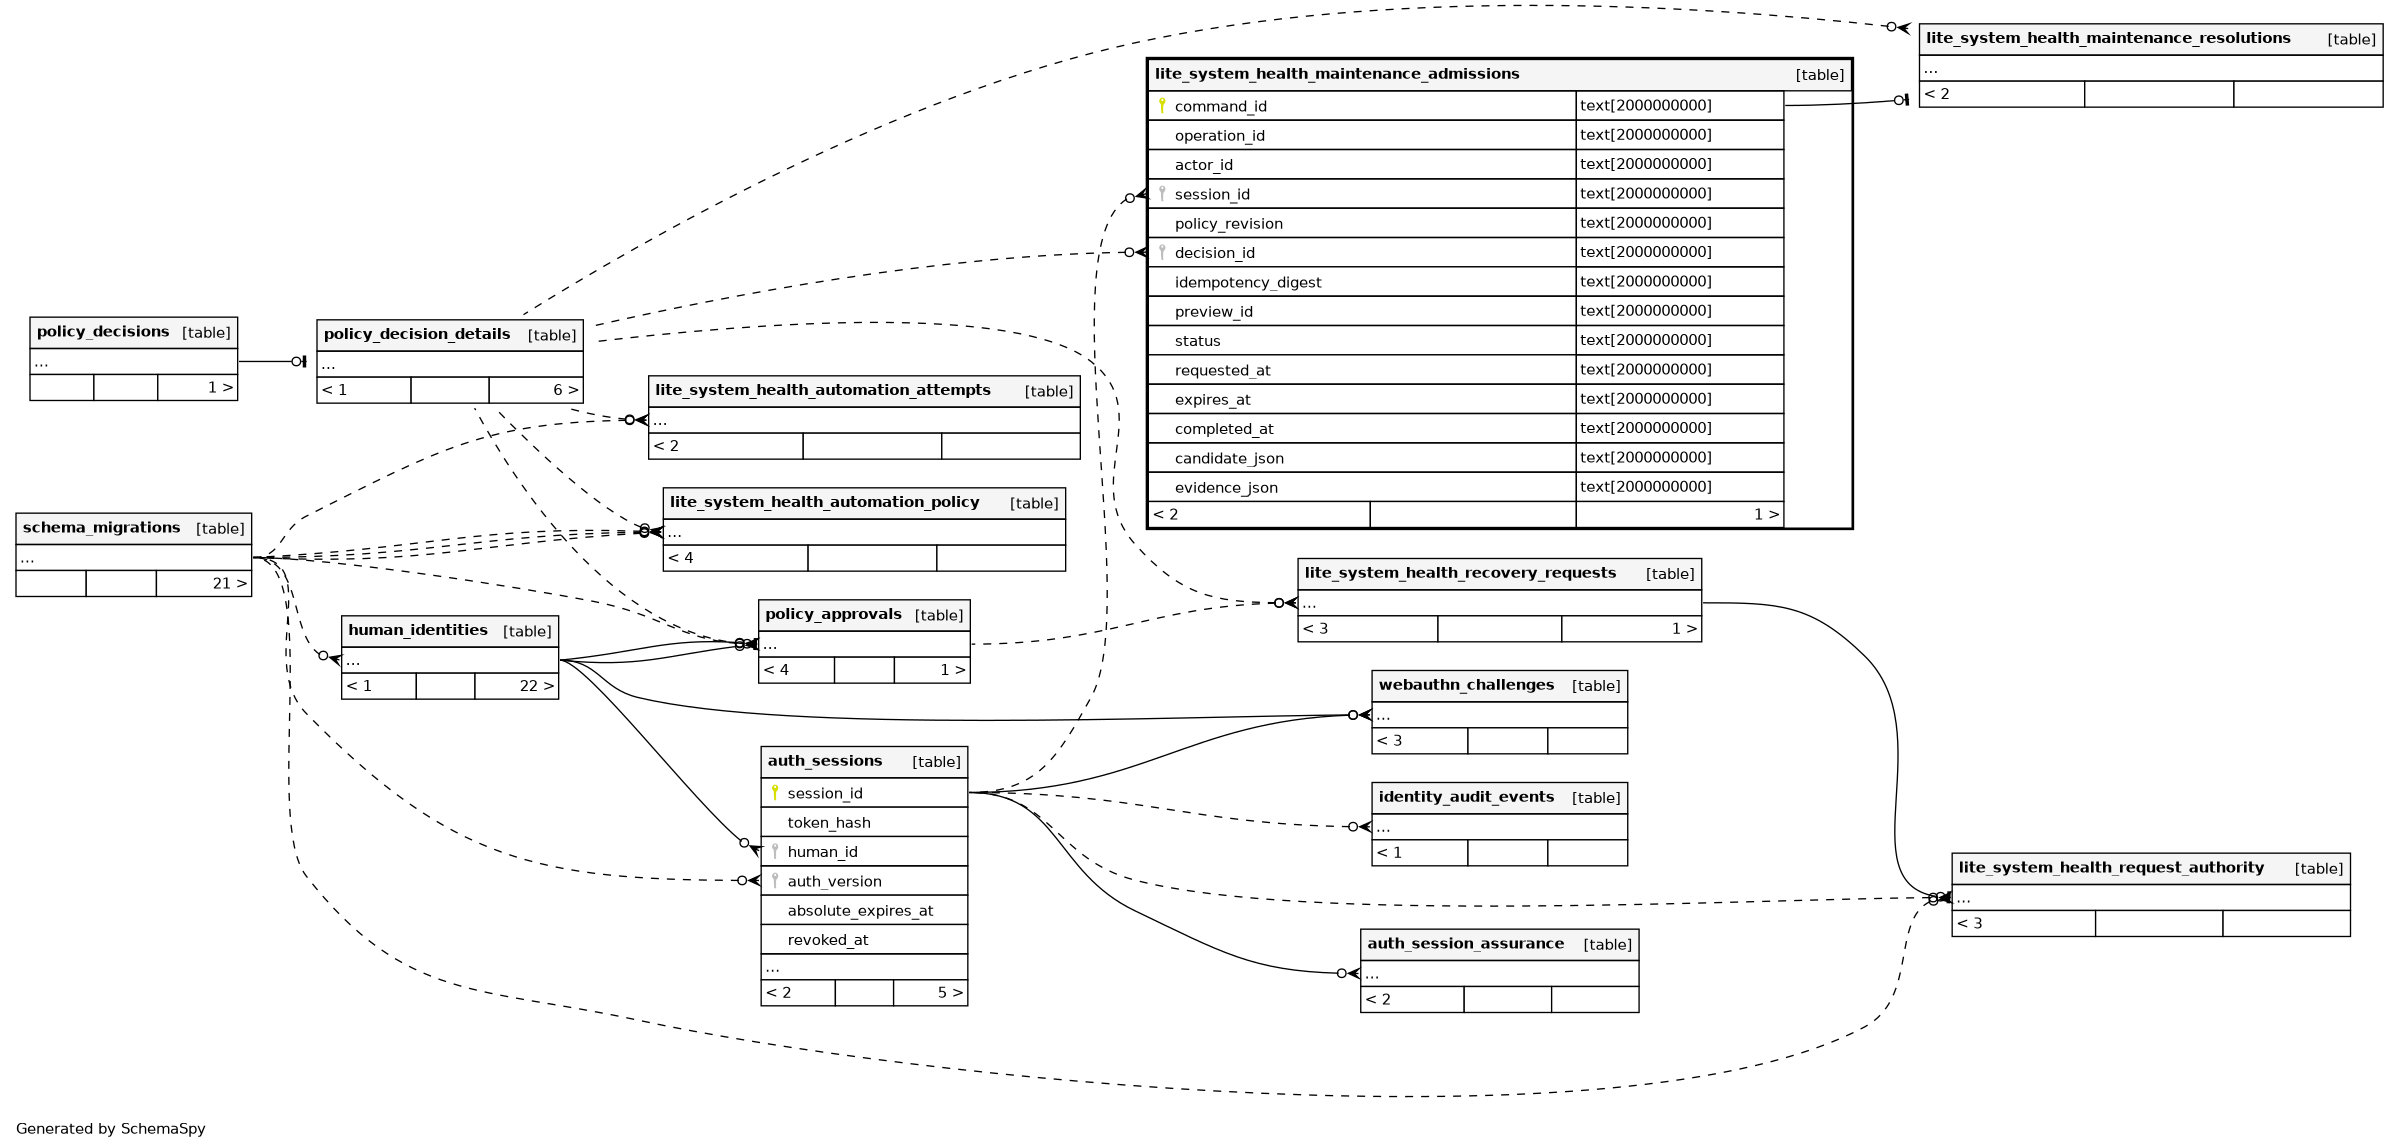 lite_system_health_maintenance_resolutions [table]
...
< 2
lite_system_health_maintenance_admissions [table]
command_id text[2000000000]
operation_id text[2000000000]
actor_id text[2000000000]
session_id text[2000000000]
policy_revision text[2000000000]
decision_id text[2000000000]
idempotency_digest text[2000000000]
preview_id text[2000000000]
status text[2000000000]
requested_at text[2000000000]
expires_at text[2000000000]
completed_at text[2000000000]
candidate_json text[2000000000]
evidence_json text[2000000000]
< 2 1 >
policy_decisions [table]
...
1 >
policy_decision_details [table]
...
< 1 6 >
lite_system_health_automation_attempts [table]
...
< 2
lite_system_health_automation_policy [table]
...
< 4
schema_migrations [table]
...
21 >
human_identities [table]
...
< 1 22 >
policy_approvals [table]
...
< 4 1 >
lite_system_health_recovery_requests [table]
...
< 3 1 >
webauthn_challenges [table]
...
< 3
auth_sessions [table]
session_id
token_hash
human_id
auth_version
absolute_expires_at
revoked_at
...
< 2 5 >
identity_audit_events [table]
...
< 1
lite_system_health_request_authority [table]
...
< 3
auth_session_assurance [table]
...
< 2
Generated by SchemaSpy